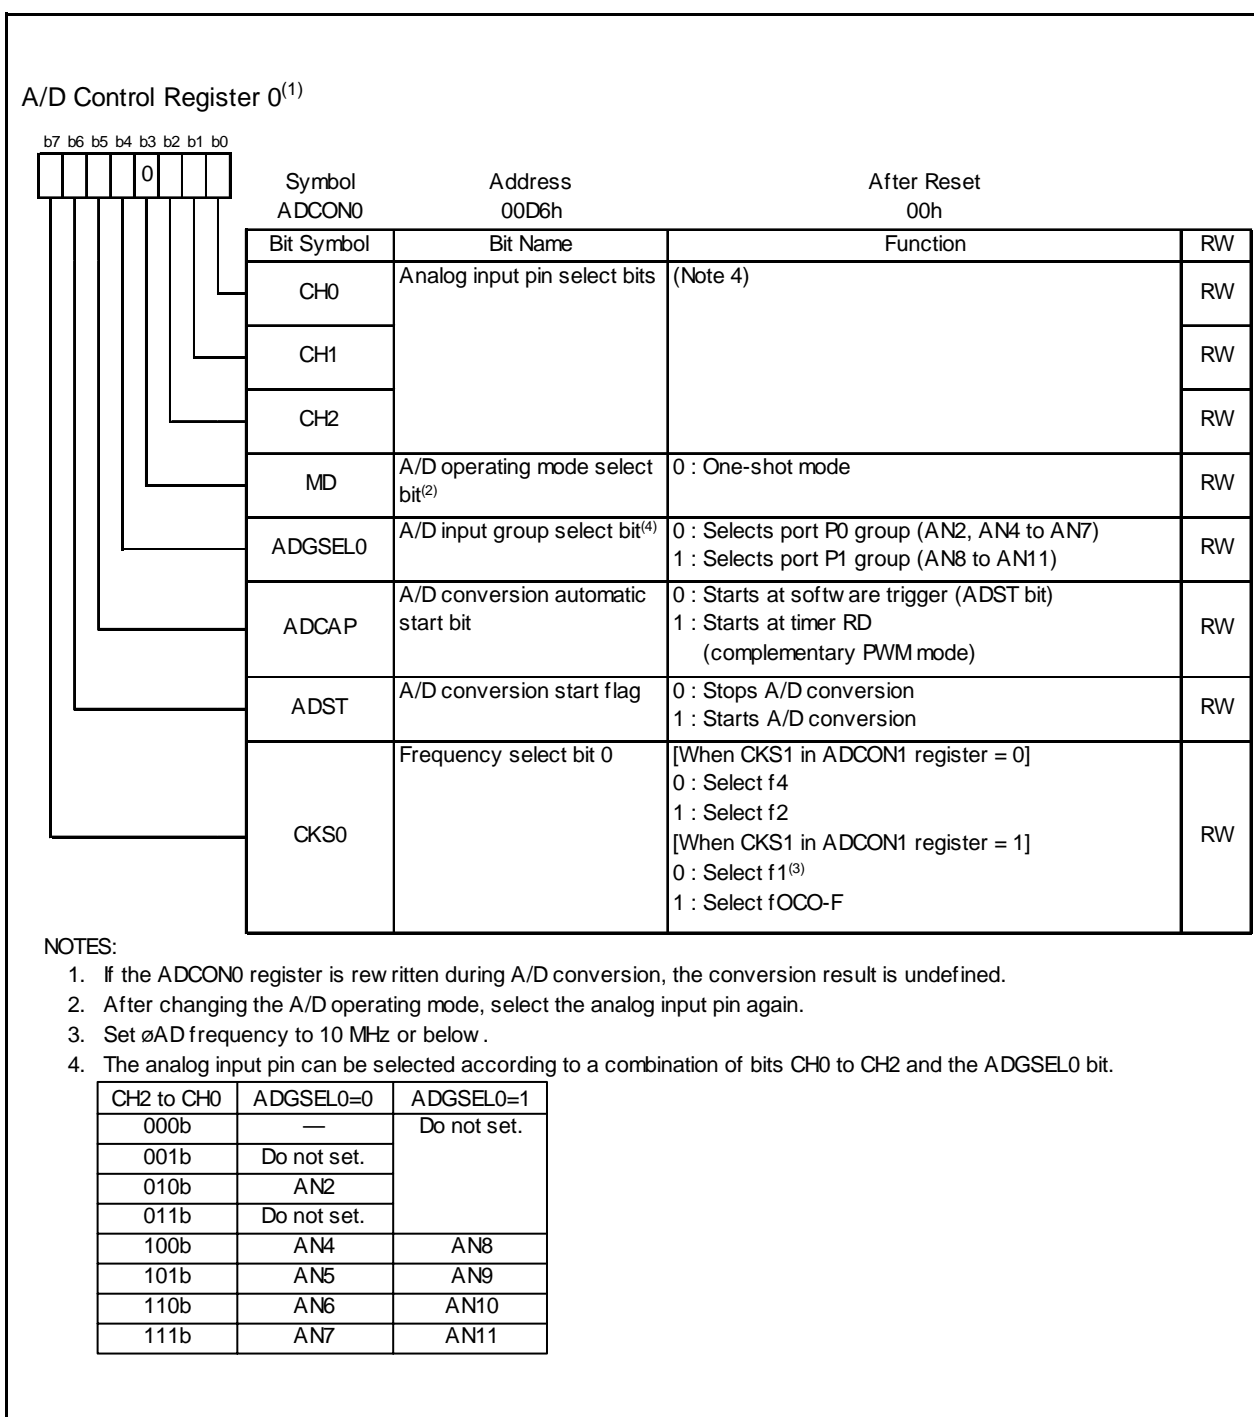 A/D Control Register 0(1)
b7 b6 b5 b4 b3 b2 b1 b0
0
Symbol Address After Reset
ADCON0 00D6h 00h
Bit Symbol Bit Name Function RW
CH0 Analog input pin select bits (Note 4) RW
CH1 RW
CH2 RW
MD A/D operating mode select bit(2) 0 : One-shot mode RW
ADGSEL0 A/D input group select bit(4) 0 : Selects port P0 group (AN2, AN4 to AN7)
1 : Selects port P1 group (AN8 to AN11) RW
ADCAP A/D conversion automatic start bit 0 : Starts at software trigger (ADST bit)
1 : Starts at timer RD
(complementary PWM mode) RW
ADST A/D conversion start flag 0 : Stops A/D conversion
1 : Starts A/D conversion RW
CKS0 Frequency select bit 0 [When CKS1 in ADCON1 register = 0]
0 : Select f4
1 : Select f2
[When CKS1 in ADCON1 register = 1]
0 : Select f1(3)
1 : Select fOCO-F RW
NOTES:
1. If the ADCON0 register is rewritten during A/D conversion, the conversion result is undefined.
2. After changing the A/D operating mode, select the analog input pin again.
3. Set øAD frequency to 10 MHz or below.
4. The analog input pin can be selected according to a combination of bits CH0 to CH2 and the ADGSEL0 bit.
CH2 to CH0 ADGSEL0=0 ADGSEL0=1
000b — Do not set.
001b Do not set.
010b AN2
011b Do not set.
100b AN4 AN8
101b AN5 AN9
110b AN6 AN10
111b AN7 AN11